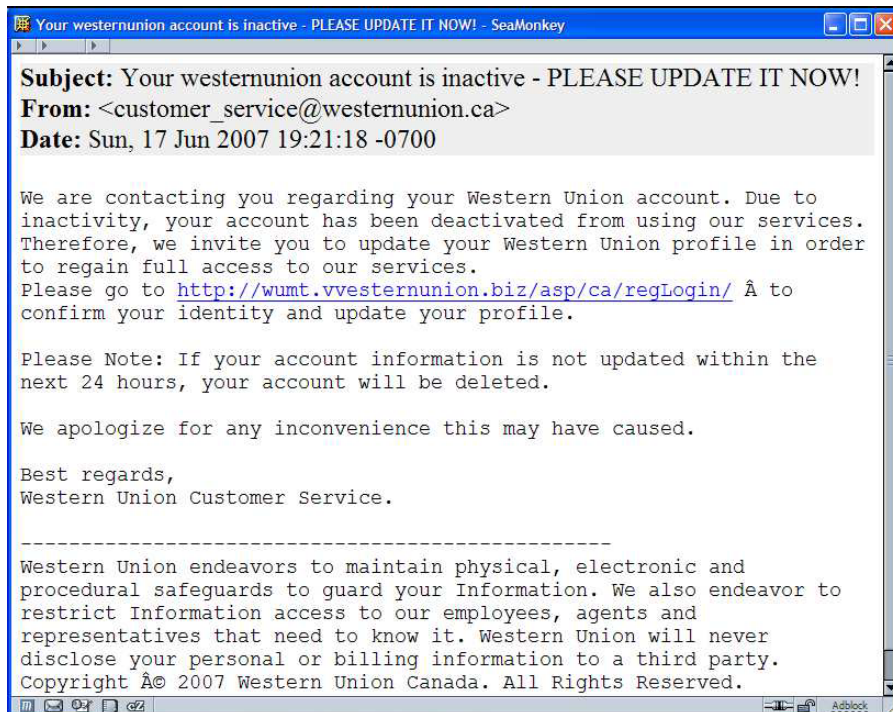 Your westernunion account is inactive - PLEASE UPDATE IT NOW! - SeaMonkey
Subject: Your westernunion account is inactive - PLEASE UPDATE IT NOW!
From: <customer_service@westernunion.ca>
Date: Sun, 17 Jun 2007 19:21:18 -0700
We are contacting you regarding your Western Union account. Due to
inactivity, your account has been deactivated from using our services.
Therefore, we invite you to update your Western Union profile in order
to regain full access to our services.
Please go to http://wumt.vvesternunion.biz/asp/ca/regLogin/ Â to
confirm your identity and update your profile.
Please Note: If your account information is not updated within the
next 24 hours, your account will be deleted.
We apologize for any inconvenience this may have caused.
Best regards,
Western Union Customer Service.
--------------------------------------------------
Western Union endeavors to maintain physical, electronic and
procedural safeguards to guard your Information. We also endeavor to
restrict Information access to our employees, agents and
representatives that need to know it. Western Union will never
disclose your personal or billing information to a third party.
Copyright Â© 2007 Western Union Canada. All Rights Reserved.
Adblock